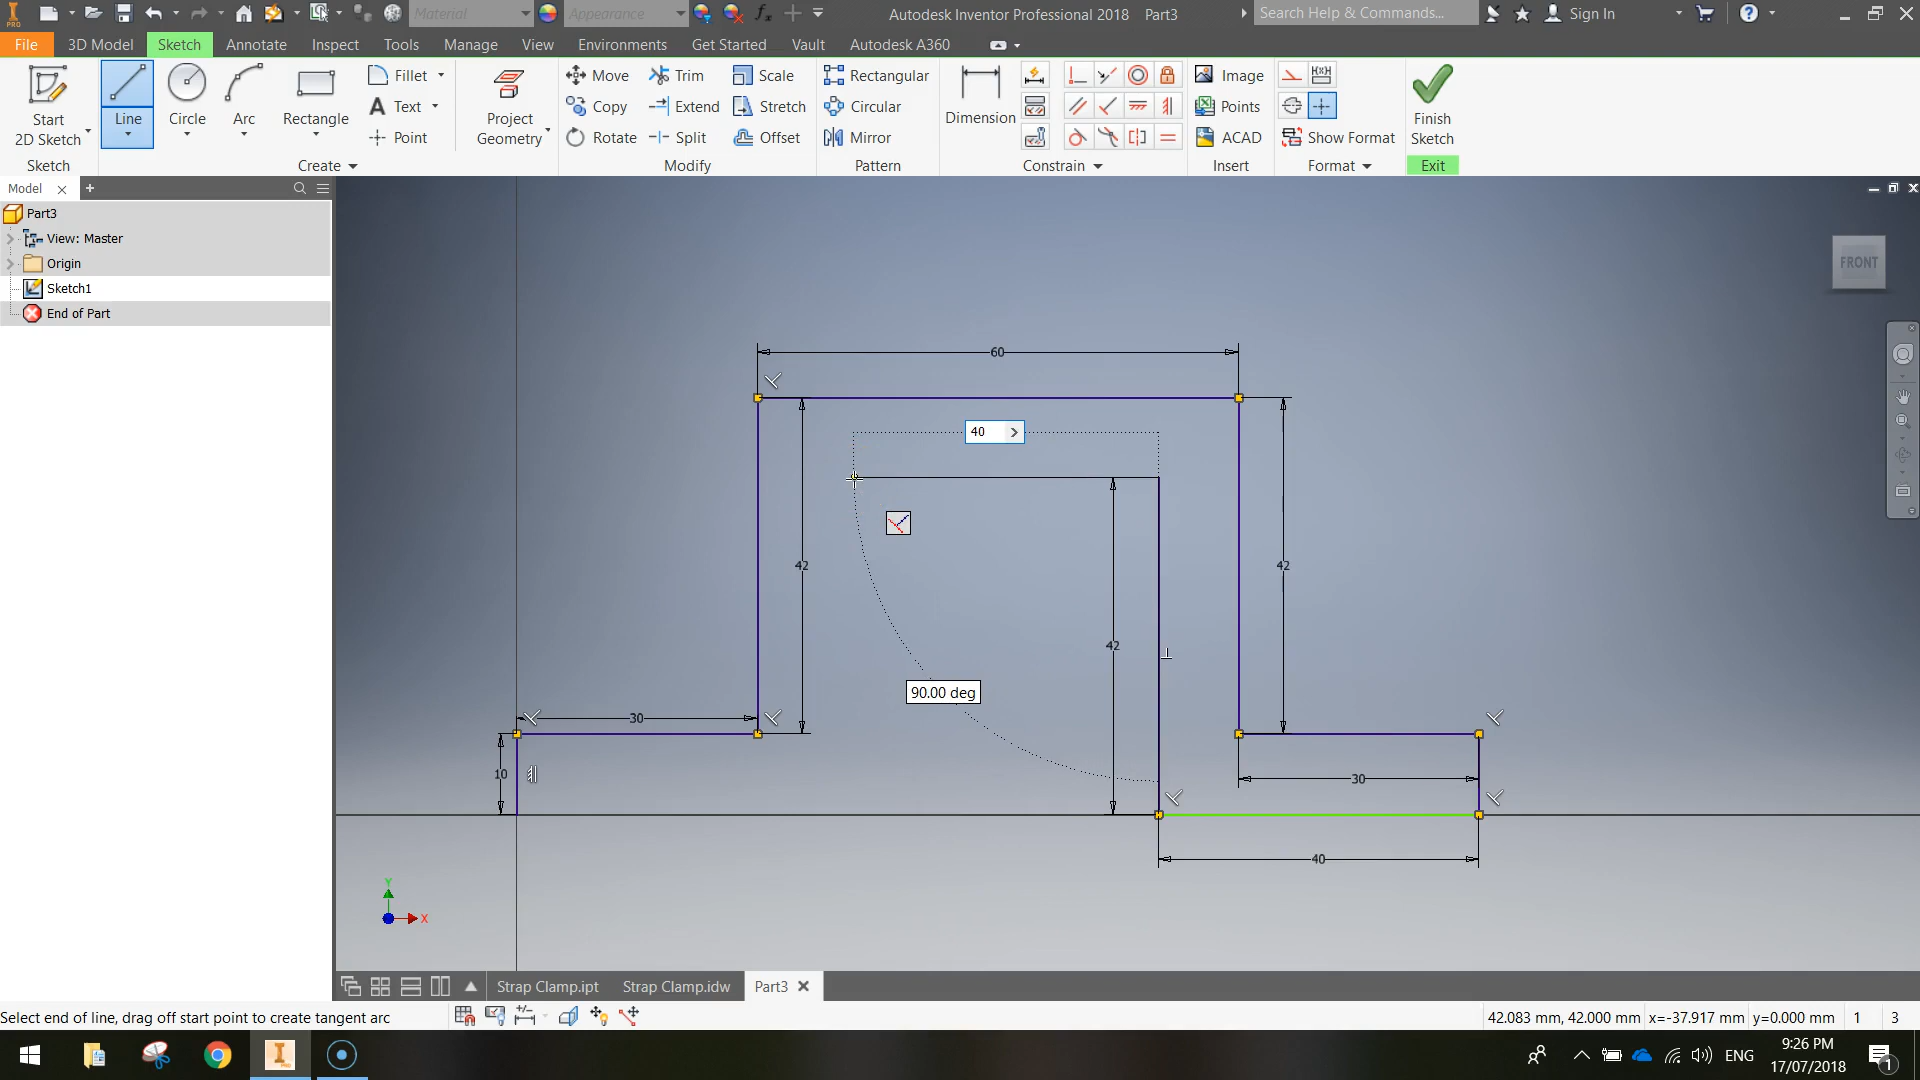 Material
Appearance
Autodesk Inventor Professional 2018 Part3
Search Help & Commands...
Sign In
PRO
File
3D Model
Sketch
Annotate
Inspect
Tools
Manage
View
Environments
Get Started
Vault
Autodesk A360
Start
2D Sketch
Line
Circle
Arc
Rectangle
Fillet
Text
Point
Project
Geometry
Move
Copy
Rotate
Trim
Extend
Split
Scale
Stretch
Offset
Rectangular
Circular
Mirror
Dimension
Image
Points
ACAD
Show Format
Finish
Sketch
Sketch
Create
Modify
Pattern
Constrain
Insert
Format
Exit
Model
Part3
View: Master
Origin
Sketch1
End of Part
FRONT
60
40
42
42
42
90.00 deg
30
10
30
40
Y
X
Strap Clamp.ipt
Strap Clamp.idw
Part3
Select end of line, drag off start point to create tangent arc
42.083 mm, 42.000 mm x=-37.917 mm y=0.000 mm 1 3
ENG
9:26 PM
17/07/2018
1